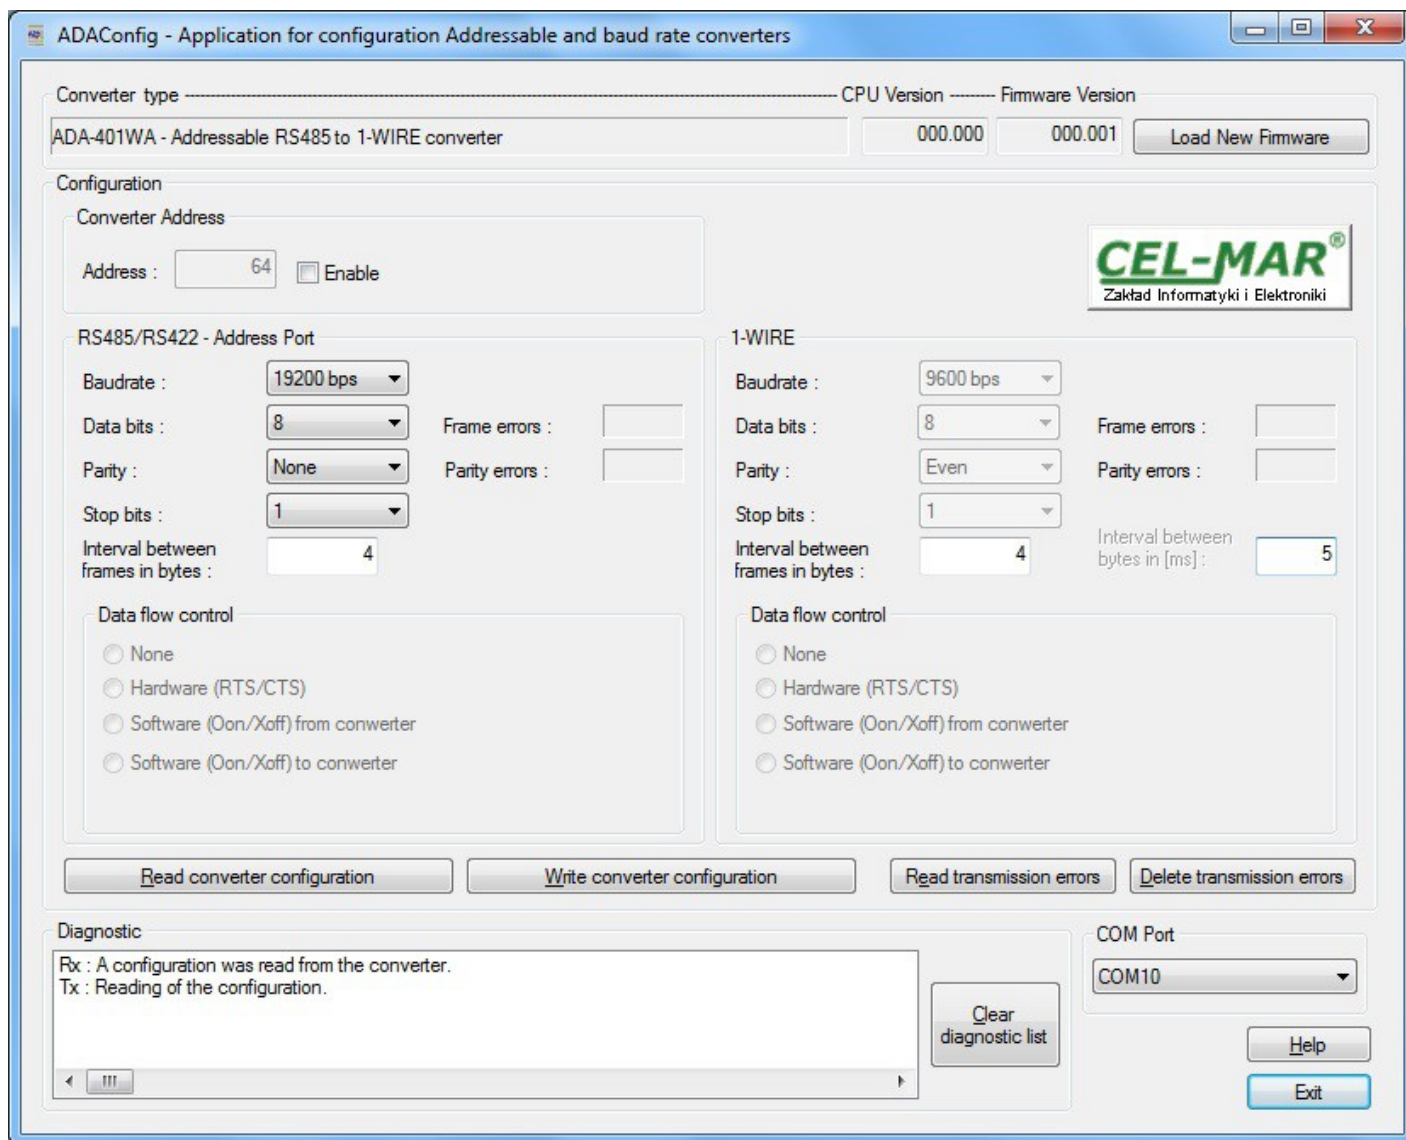 ADAConfig - Application for configuration Addressable and baud rate converters
Converter type CPU Version Firmware Version
ADA-401WA - Addressable RS485 to 1-WIRE converter 000.000 000.001 Load New Firmware
Configuration
Converter Address
Address : 64 Enable
CEL-MAR®
Zakład Informatyki i Elektroniki
RS485/RS422 - Address Port
Baudrate : 19200 bps
Data bits : 8 Frame errors :
Parity : None Parity errors :
Stop bits : 1
Interval between
frames in bytes : 4
Data flow control
None
Hardware (RTS/CTS)
Software (Oon/Xoff) from converter
Software (Oon/Xoff) to conwerter
1-WIRE
Baudrate : 9600 bps
Data bits : 8 Frame errors :
Parity : Even Parity errors :
Stop bits : 1
Interval between
frames in bytes : 4
Interval between
bytes in [ms] : 5
Data flow control
None
Hardware (RTS/CTS)
Software (Oon/Xoff) from conwerter
Software (Oon/Xoff) to conwerter
Read converter configuration Write converter configuration Read transmission errors Delete transmission errors
Diagnostic
Rx : A configuration was read from the converter.
Tx : Reading of the configuration.
Clear
diagnostic list
COM Port
COM10
Help
Exit